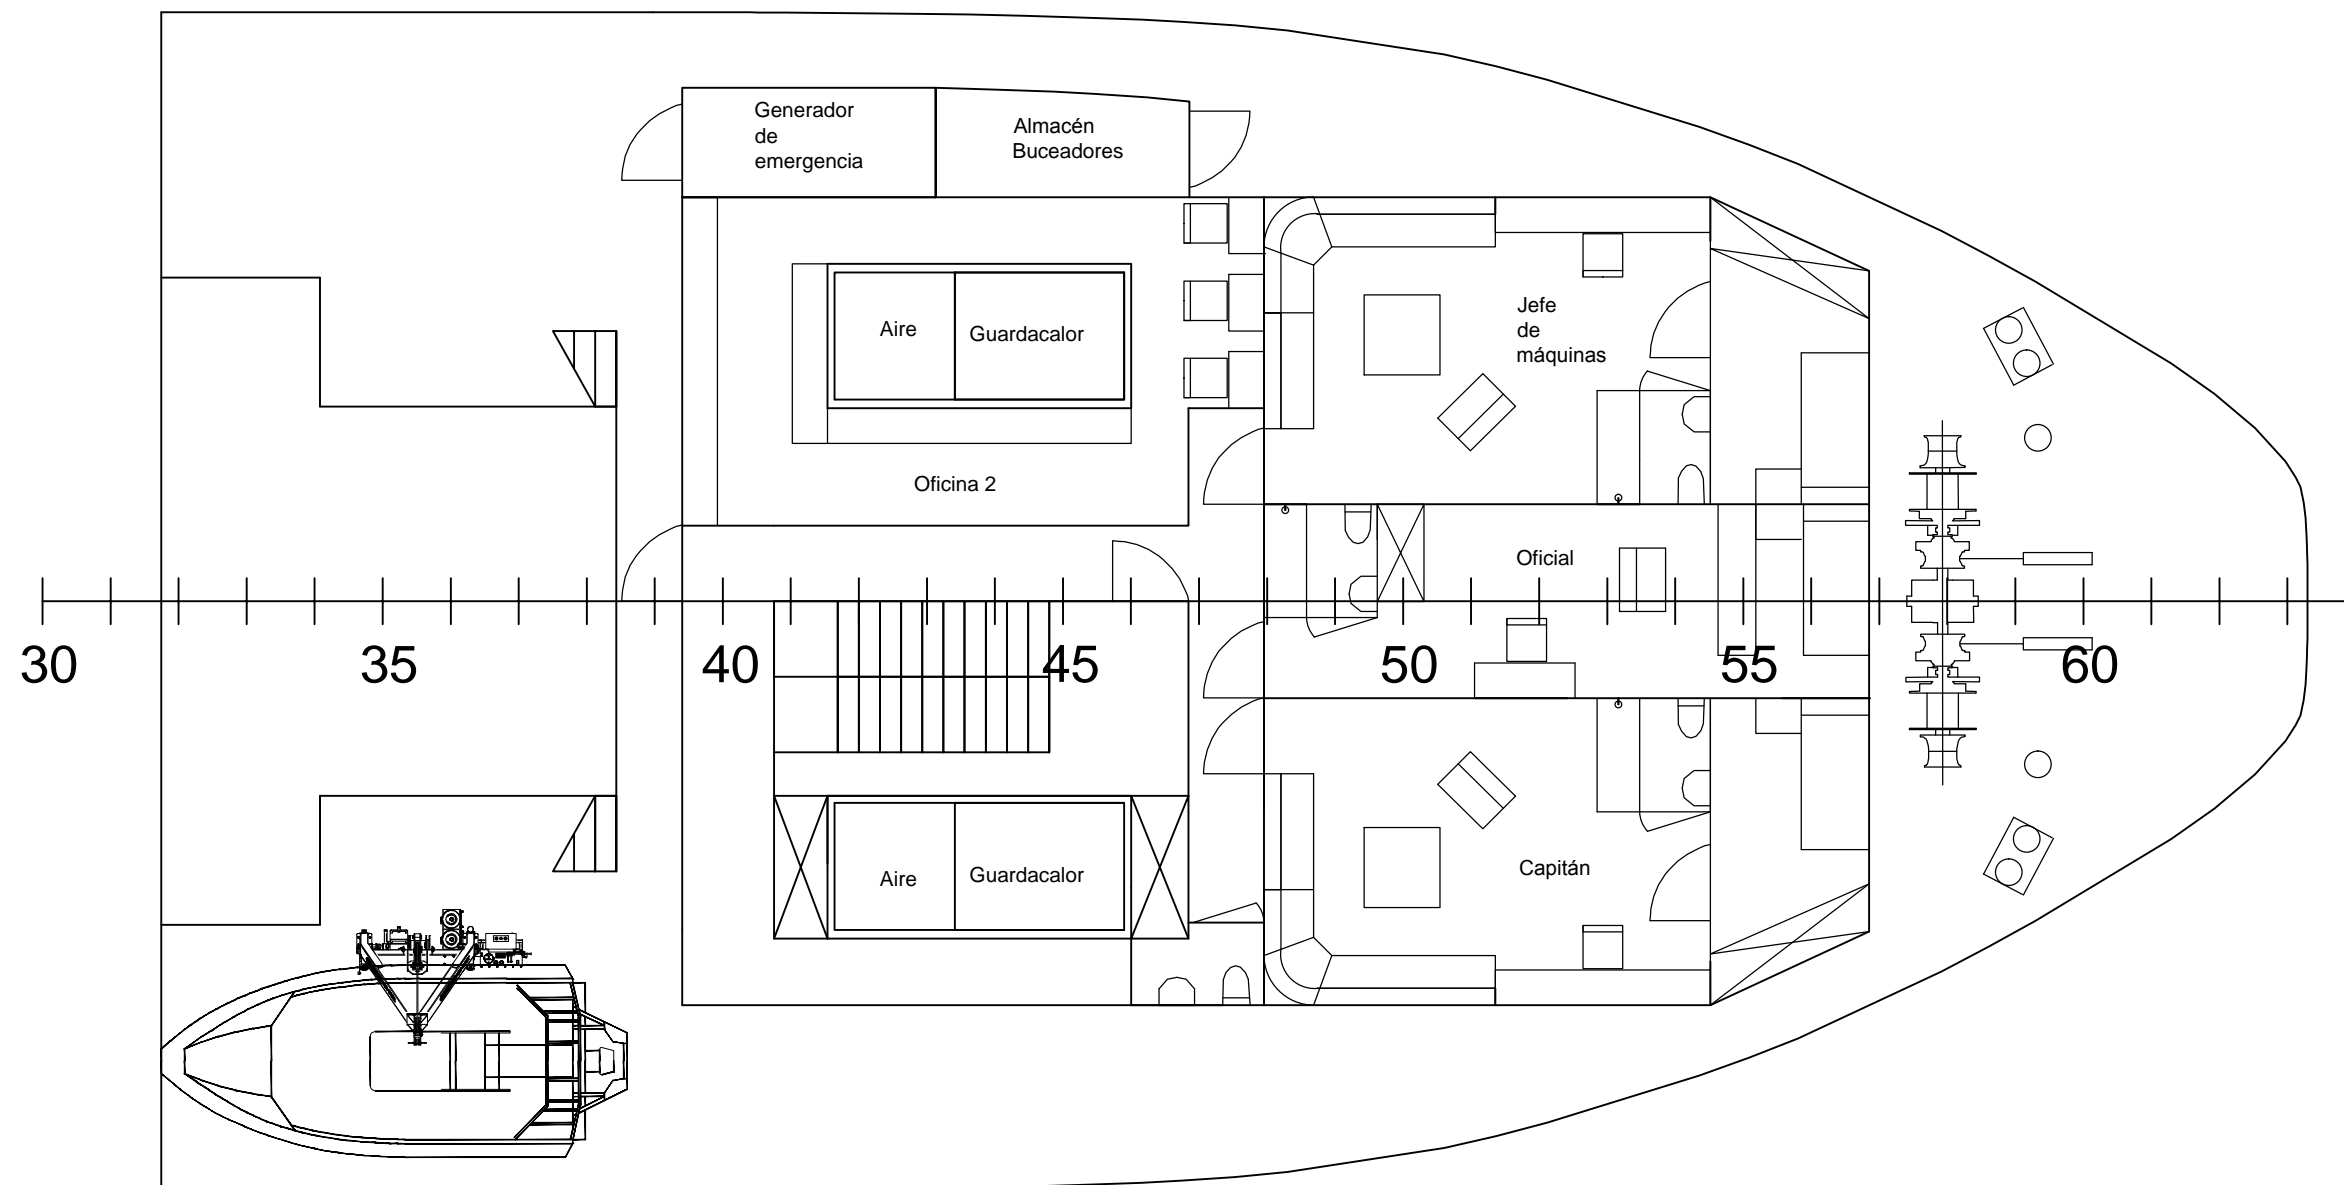 Generador
de
emergencia
Almacén
Buceadores
Aire
Guardacalor
Jefe
de
máquinas
Oficina 2
Oficial
30
35
40
45
50
55
60
Aire
Guardacalor
Capitán